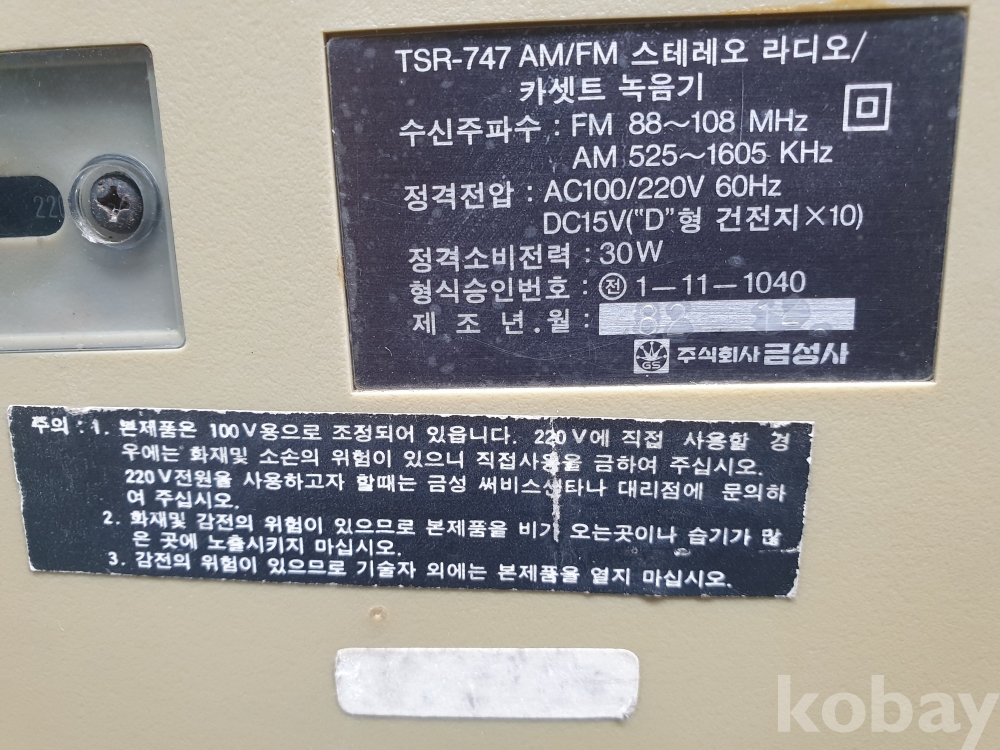 TSR-747 AM/FM 스테레오 라디오/
카셋트 녹음기
수신주파수 : FM 88~108 MHz
AM 525~1605 KHz
정격전압 : AC100/220V 60Hz
DC15V("D"형 건전지×10)
정격소비전력 : 30W
형식승인번호 : ㉠1-11-1040
제 조 년.월 : 82
GS 주식회사 금성사
220
주의 : 1. 본제품은 100V용으로 조정되어 있읍니다. 220V에 직접 사용할 경
우에는 화재및 소손의 위험이 있으니 직접사용을 금하여 주십시오.
220V전원을 사용하고자 할때는 금성 써비스센타나 대리점에 문의하
여 주십시오.
2. 화재및 감전의 위험이 있으므로 본제품을 비가 오는곳이나 습기가 많
은 곳에 노출시키지 마십시오.
3. 감전의 위험이 있으므로 기술자 외에는 본제품을 열지 마십시오.
kobay